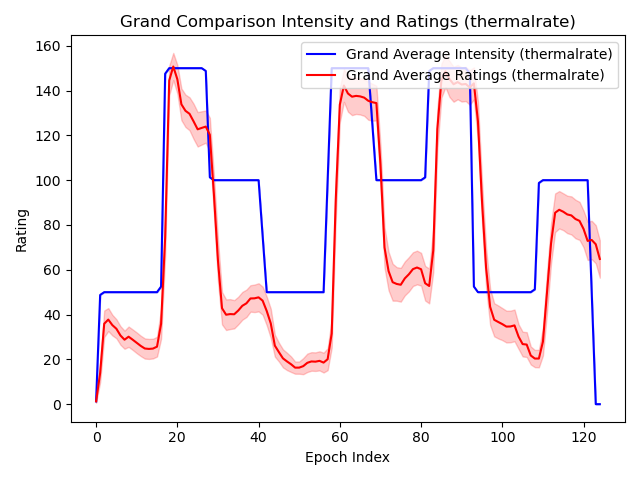 Grand Comparison Intensity and Ratings (thermalrate)
Grand Average Intensity (thermalrate)
Grand Average Ratings (thermalrate)
Rating
160
140
120
100
80
60
40
20
0
0 20 40 60 80 100 120
Epoch Index